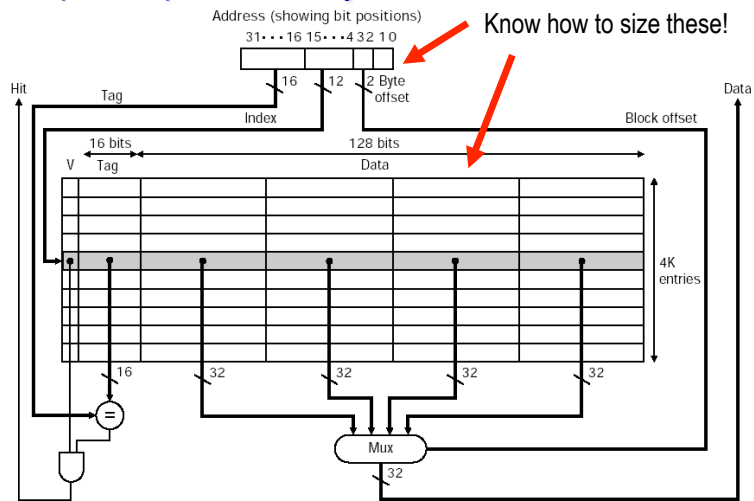 Address (showing bit positions)
Know how to size these!
31···16 15···4 3 2 1 0
16 12 2 Byte offset
Hit
Data
Tag
Index
Block offset
16 bits 128 bits
V Tag Data
4K entries
16 32 32 32 32
=
Mux
32